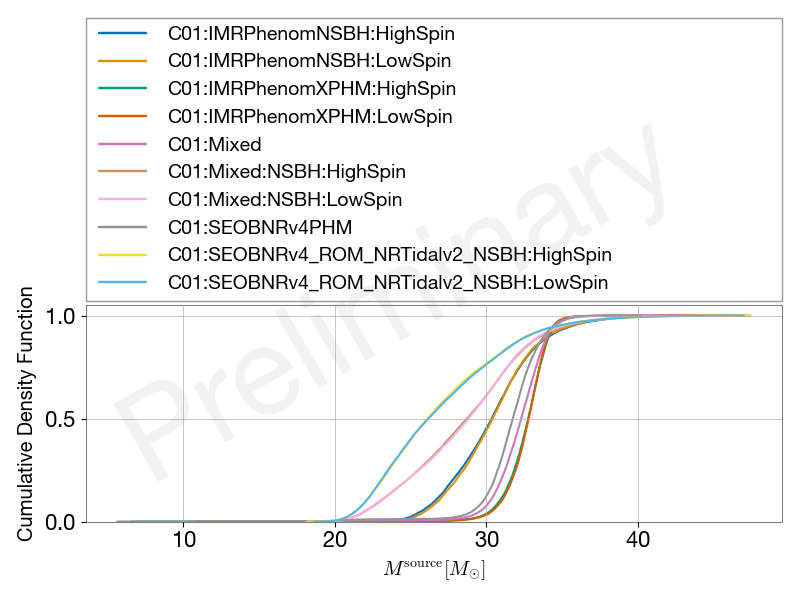 C01:IMRPhenomNSBH:HighSpin
C01:IMRPhenomNSBH:LowSpin
C01:IMRPhenomXPHM:HighSpin
C01:IMRPhenomXPHM:LowSpin
C01:Mixed
C01:Mixed:NSBH:HighSpin
C01:Mixed:NSBH:LowSpin
C01:SEOBNRv4PHM
C01:SEOBNRv4_ROM_NRTidalv2_NSBH:HighSpin
C01:SEOBNRv4_ROM_NRTidalv2_NSBH:LowSpin
Preliminary
Cumulative Density Function
1.0
0.5
0.0
10 20 30 40
M^source [M_⊙]